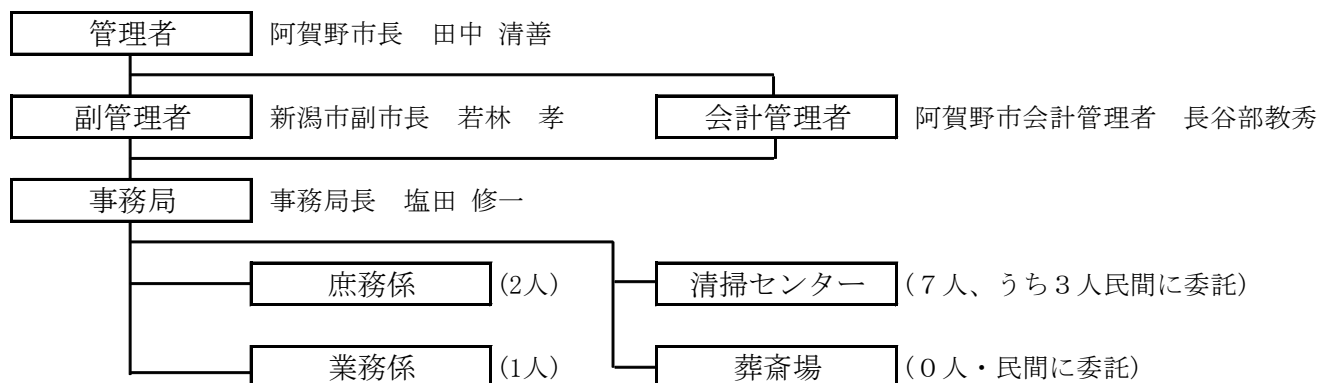 管理者 阿賀野市長 田中 清善
副管理者 新潟市副市長 若林 孝 会計管理者 阿賀野市会計管理者 長谷部教秀
事務局 事務局長 塩田 修一
庶務係 (2人) 清掃センター (７人、うち３人民間に委託)
業務係 (1人) 葬斎場 (０人・民間に委託)